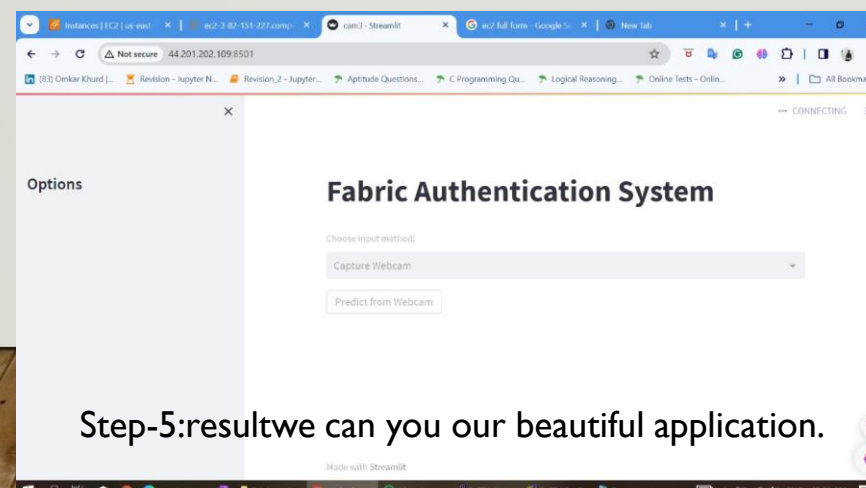 Instances | EC2 | us-east
ec2-3-82-151-227.comp
cam3 · Streamlit
ec2 full form - Google Se
New Tab
Not secure 44.201.202.109:8501
(83) Omkar Khurd |...
Revision - Jupyter N...
Revision_2 - Jupyter...
Aptitude Questions...
C Programming Qu...
Logical Reasoning...
Online Tests - Onlin...
» All Bookma
CONNECTING
Options
Fabric Authentication System
Choose input method:
Capture Webcam
Predict from Webcam
Step-5:resultwe can you our beautiful application.
Made with Streamlit